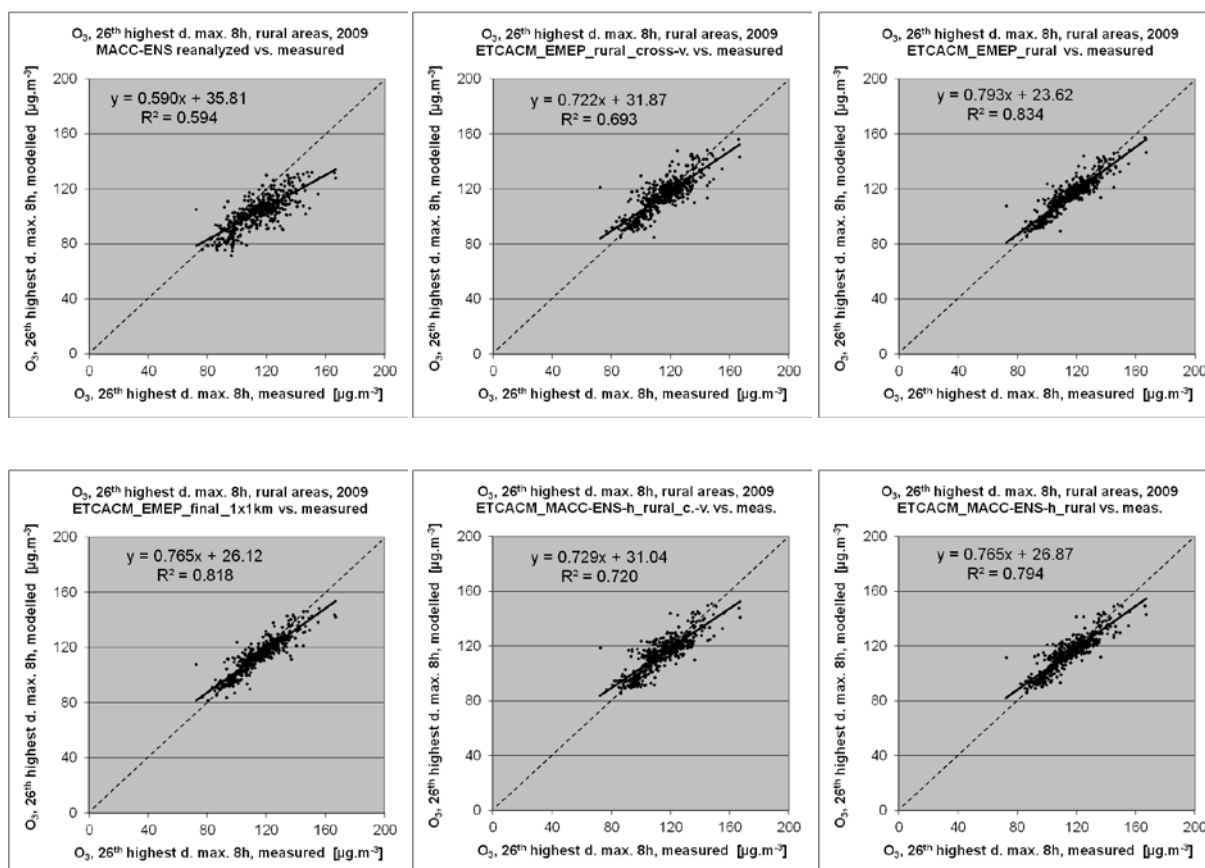 O₃, 26th highest d. max. 8h, rural areas, 2009
MACC-ENS reanalyzed vs. measured
y = 0.590x + 35.81
R² = 0.594
O₃, 26th highest d. max. 8h, modelled [µg.m⁻³]
200
160
120
80
40
0
0 40 80 120 160 200
O₃, 26th highest d. max. 8h, measured [µg.m⁻³]
O₃, 26th highest d. max. 8h, rural areas, 2009
ETCACM_EMEP_rural_cross-v. vs. measured
y = 0.722x + 31.87
R² = 0.693
O₃, 26th highest d. max. 8h, modelled [µg.m⁻³]
200
160
120
80
40
0
0 40 80 120 160 200
O₃, 26th highest d. max. 8h, measured [µg.m⁻³]
O₃, 26th highest d. max. 8h, rural areas, 2009
ETCACM_EMEP_rural vs. measured
y = 0.793x + 23.62
R² = 0.834
O₃, 26th highest d. max. 8h, modelled [µg.m⁻³]
200
160
120
80
40
0
0 40 80 120 160 200
O₃, 26th highest d. max. 8h, measured [µg.m⁻³]
O₃, 26th highest d. max. 8h, rural areas, 2009
ETCACM_EMEP_final_1x1km vs. measured
y = 0.765x + 26.12
R² = 0.818
O₃, 26th highest d. max. 8h, modelled [µg.m⁻³]
200
160
120
80
40
0
0 40 80 120 160 200
O₃, 26th highest d. max. 8h, measured [µg.m⁻³]
O₃, 26th highest d. max. 8h, rural areas, 2009
ETCACM_MACC-ENS-h_rural_c.-v. vs. meas.
y = 0.729x + 31.04
R² = 0.720
O₃, 26th highest d. max. 8h, modelled [µg.m⁻³]
200
160
120
80
40
0
0 40 80 120 160 200
O₃, 26th highest d. max. 8h, measured [µg.m⁻³]
O₃, 26th highest d. max. 8h, rural areas, 2009
ETCACM_MACC-ENS-h_rural vs. meas.
y = 0.765x + 26.87
R² = 0.794
O₃, 26th highest d. max. 8h, modelled [µg.m⁻³]
200
160
120
80
40
0
0 40 80 120 160 200
O₃, 26th highest d. max. 8h, measured [µg.m⁻³]